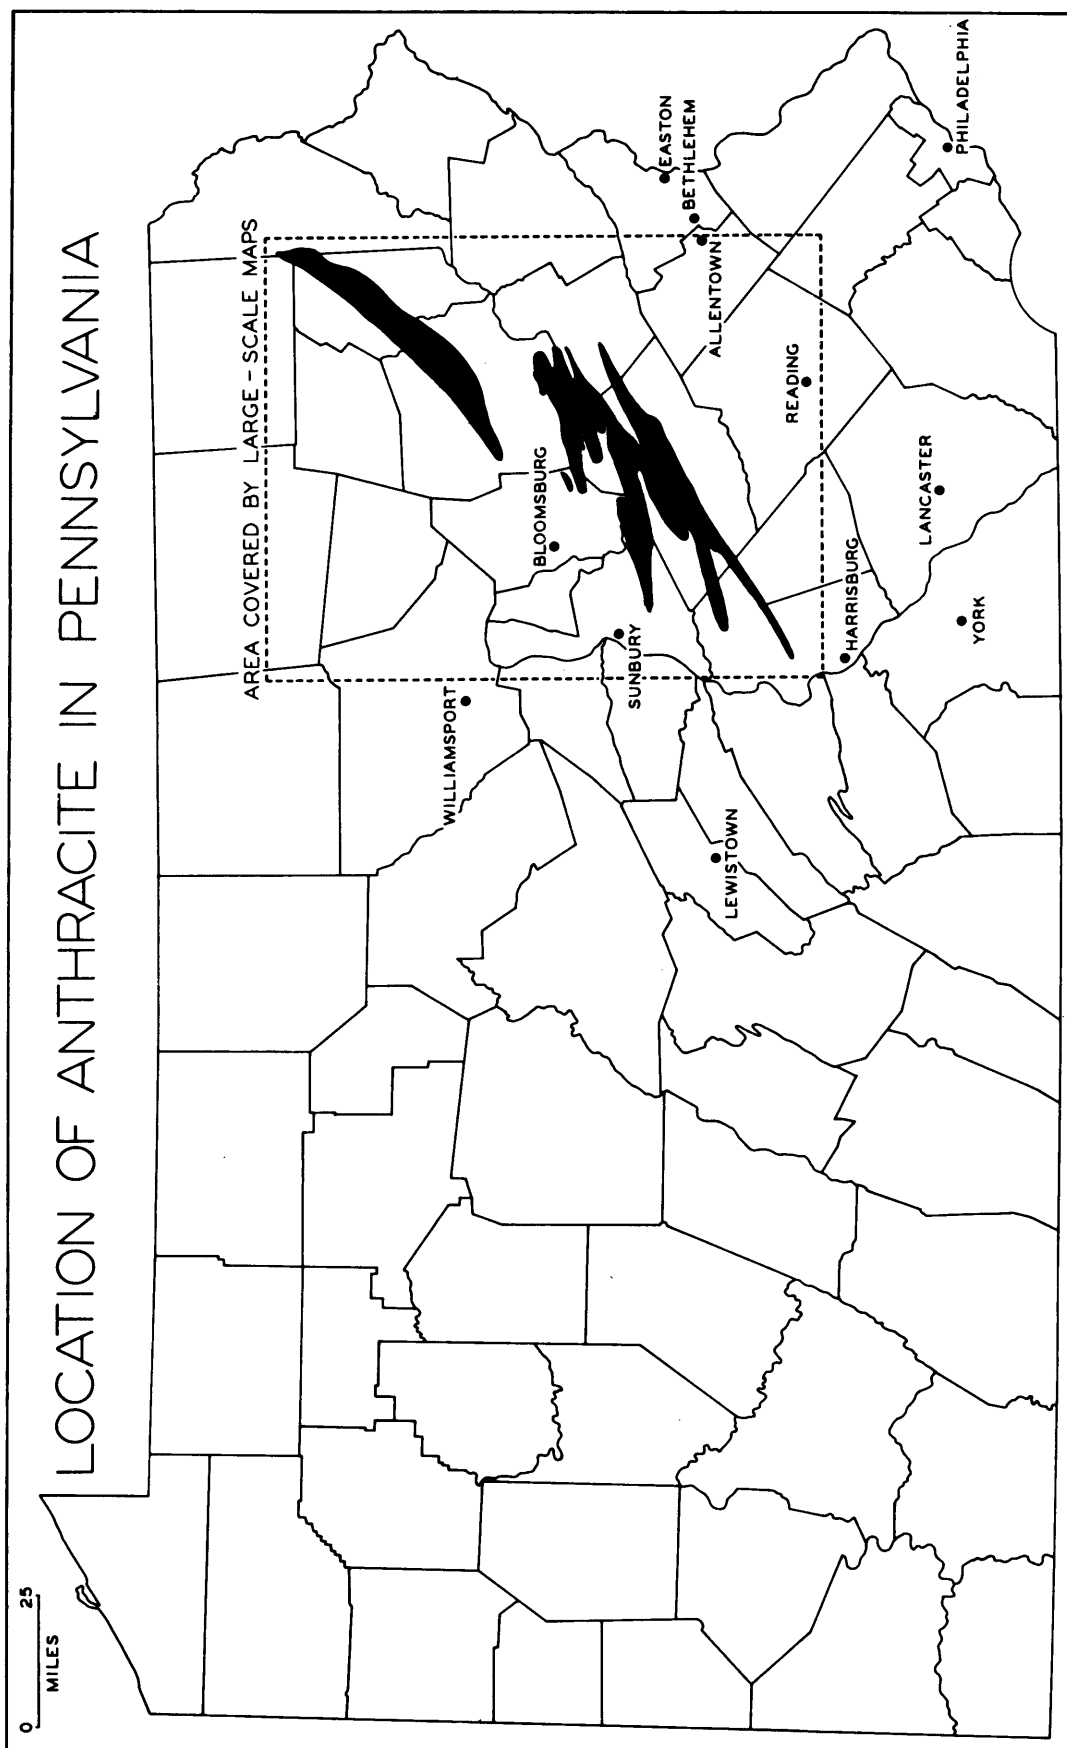 LOCATION OF ANTHRACITE IN PENNSYLVANIA
0 25
MILES
AREA COVERED BY LARGE-SCALE MAPS
WILLIAMSPORT
BLOOMSBURG
SUNBURY
LEWISTOWN
EASTON
BETHLEHEM
ALLENTOWN
READING
HARRISBURG
LANCASTER
YORK
PHILADELPHIA